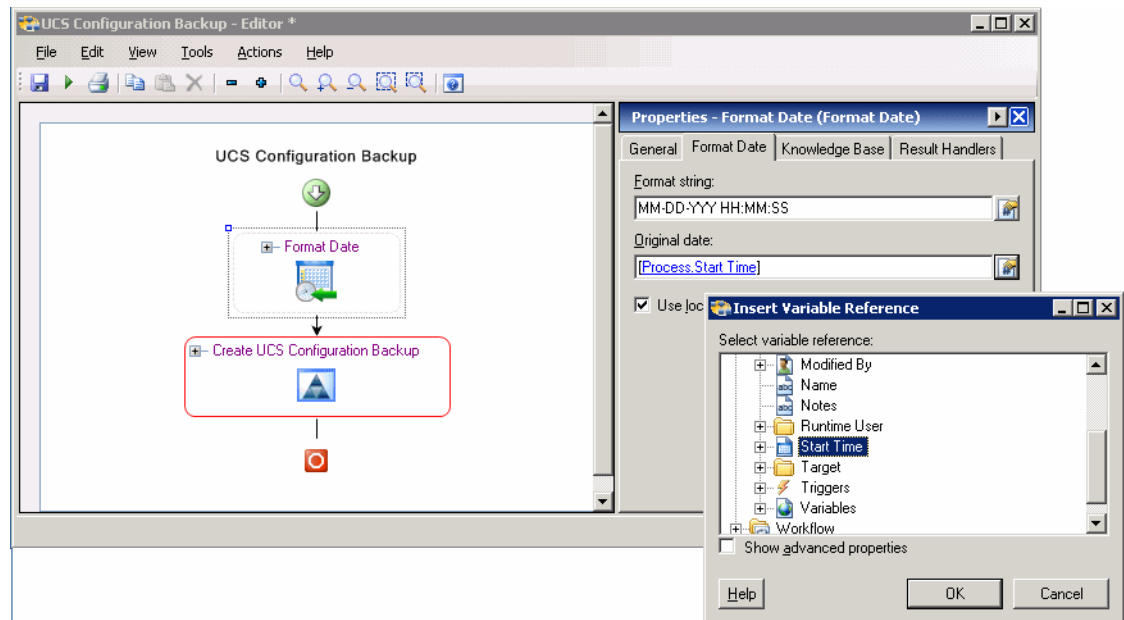 UCS Configuration Backup - Editor *
File Edit View Tools Actions Help
UCS Configuration Backup
Format Date
Create UCS Configuration Backup
Properties - Format Date (Format Date)
General Format Date Knowledge Base Result Handlers
Format string:
MM-DD-YYY HH:MM:SS
Original date:
[Process.Start Time]
Use loc
Insert Variable Reference
Select variable reference:
Modified By
abc Name
abc Notes
Runtime User
Start Time
Target
Triggers
Variables
Workflow
Show advanced properties
Help OK Cancel